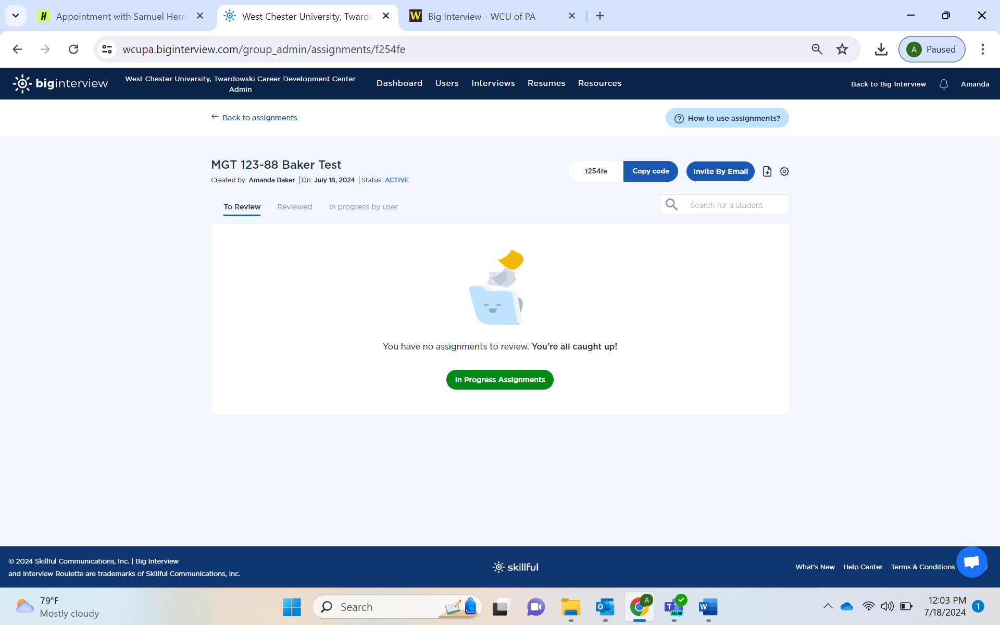 Appointment with Samuel Herri
West Chester University, Twardo
Big Interview - WCU of PA
wcupa.biginterview.com/group_admin/assignments/f254fe
A
Paused
biginterview
West Chester University, Twardowski Career Development Center
Admin
Dashboard
Users
Interviews
Resumes
Resources
Back to Big Interview
Amanda
Back to assignments
How to use assignments?
MGT 123-88 Baker Test
Created by: Amanda Baker | On: July 18, 2024 | Status: ACTIVE
f254fe
Copy code
Invite By Email
To Review
Reviewed
In progress by user
Search for a student
You have no assignments to review. You're all caught up!
In Progress Assignments
© 2024 Skillful Communications, Inc. | Big Interview
and Interview Roulette are trademarks of Skillful Communications, Inc.
skillful
What's New
Help Center
Terms & Conditions
79°F
Mostly cloudy
Search
NEW
12:03 PM
7/18/2024
1